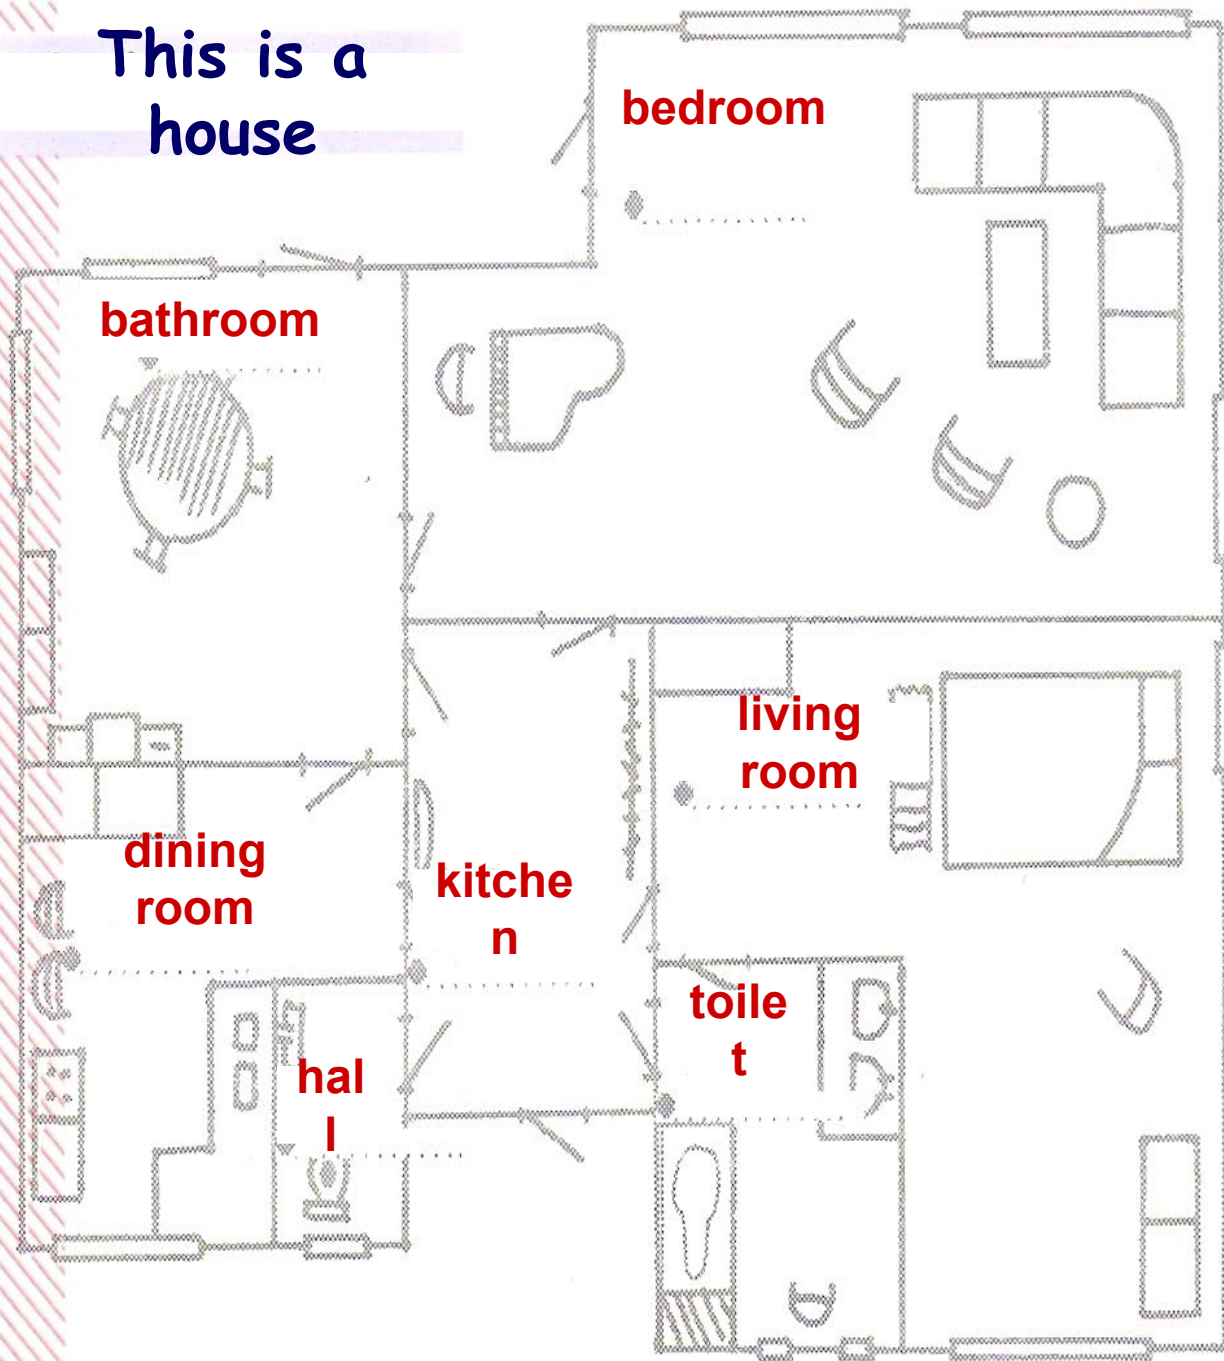 This is a
house
bedroom
bathroom
living
room
dining
room
kitche
n
toile
t
hal
l